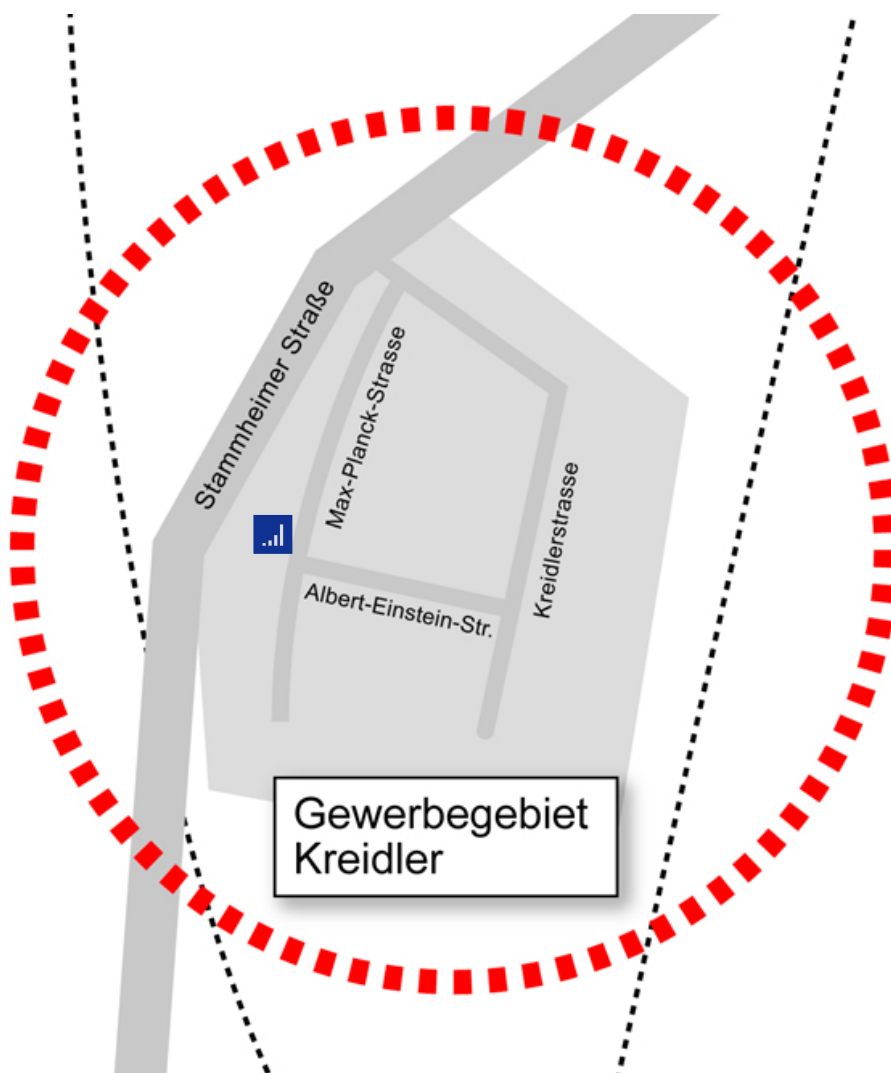 Stammheimer Straße
Max-Planck-Strasse
Kreidlerstrasse
Albert-Einstein-Str.
Gewerbegebiet
Kreidler